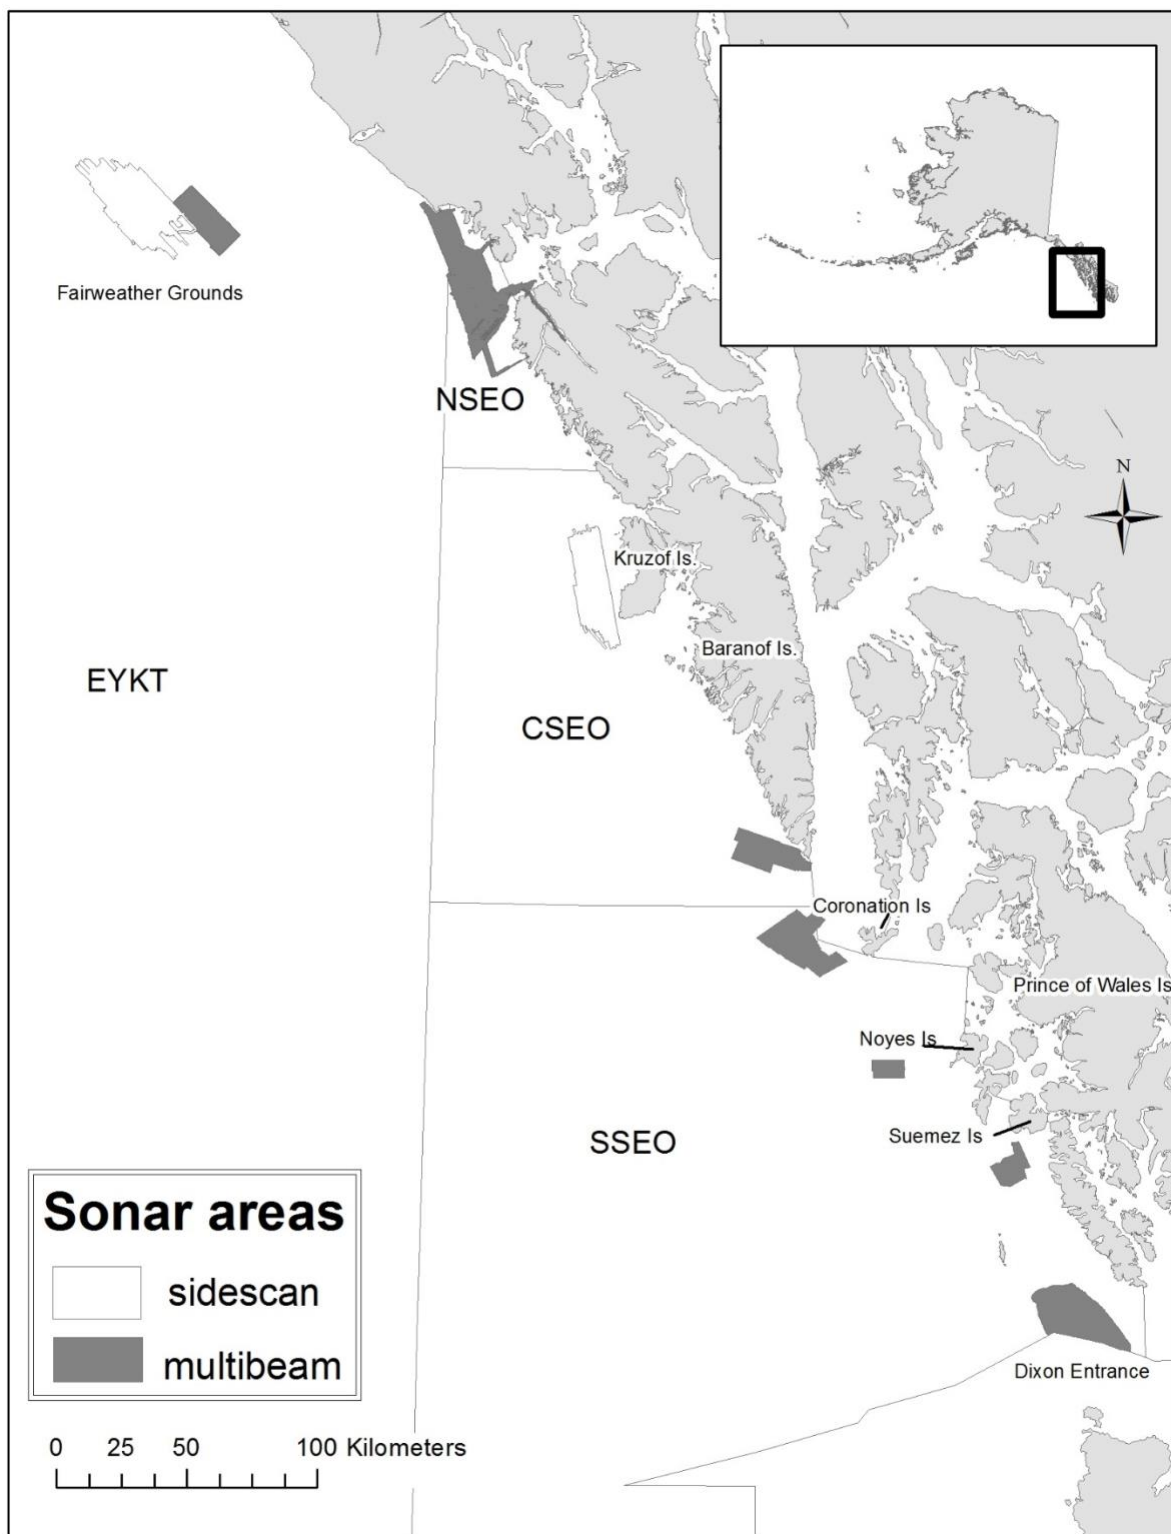 Fairweather Grounds
NSEO
N
Kruzof Is.
Baranof Is.
EYKT
CSEO
Coronation Is
Prince of Wales Is
Noyes Is
Suemez Is
SSEO
Sonar areas
sidescan
multibeam
Dixon Entrance
0 25 50 100 Kilometers